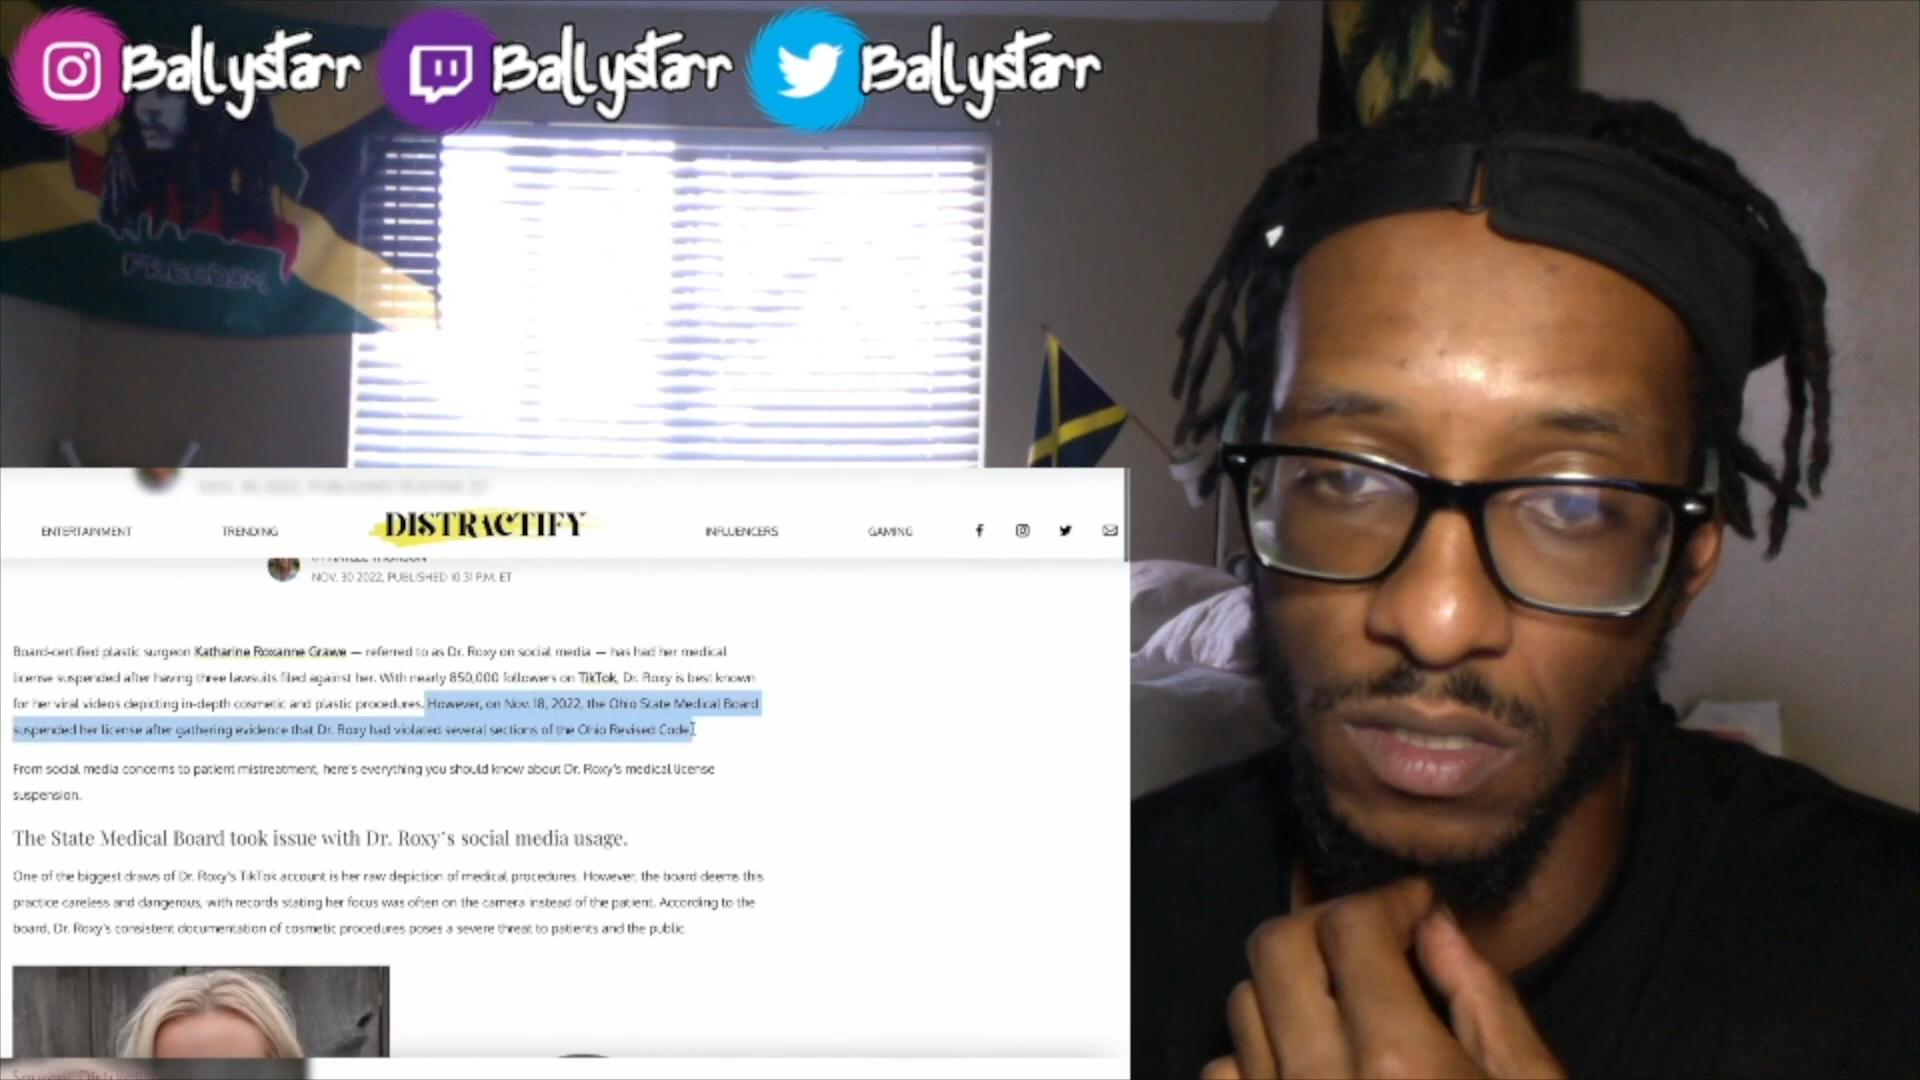 Ballystarr Ballystarr Ballystarr
FREEDOM
NOV. 30 2022, PUBLISHED 10:31 P.M. ET
ENTERTAINMENT TRENDING DISTRACTIFY INFLUENCERS GAMING
NOV. 30 2022, PUBLISHED 10:31 P.M. ET
Board-certified plastic surgeon Katharine Roxanne Grawe — referred to as Dr. Roxy on social media — has had her medical
license suspended after having three lawsuits filed against her. With nearly 850,000 followers on TikTok, Dr. Roxy is best known
for her viral videos depicting in-depth cosmetic and plastic procedures. However, on Nov. 18, 2022, the Ohio State Medical Board
suspended her license after gathering evidence that Dr. Roxy had violated several sections of the Ohio Revised Code.
From social media concerns to patient mistreatment, here's everything you should know about Dr. Roxy's medical license
suspension.
The State Medical Board took issue with Dr. Roxy's social media usage.
One of the biggest draws of Dr. Roxy's TikTok account is her raw depiction of medical procedures. However, the board deems this
practice careless and dangerous, with records stating her focus was often on the camera instead of the patient. According to the
board, Dr. Roxy's consistent documentation of cosmetic procedures poses a severe threat to patients and the public.